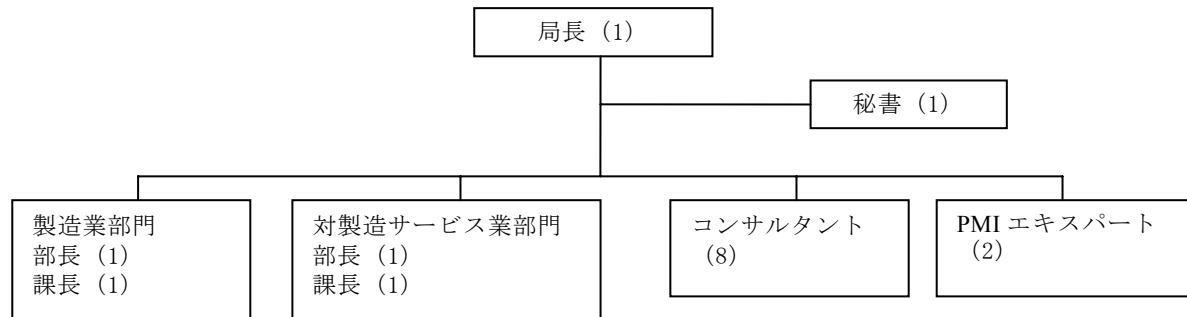 局長（1）
秘書（1）
製造業部門
部長（1）
課長（1）
対製造サービス業部門
部長（1）
課長（1）
コンサルタント
（8）
PMI エキスパート
（2）